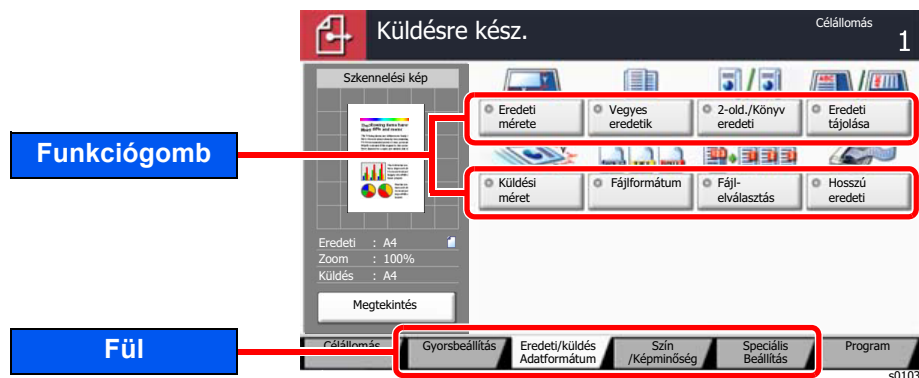 Küldésre kész.
Célállomás
1
Szkennelési kép
Eredeti mérete
Vegyes eredetik
2-old./Könyv eredeti
Eredeti tájolása
Funkciógomb
Küldési méret
Fájlformátum
Fájl-elválasztás
Hosszú eredeti
Eredeti : A4
Zoom : 100%
Küldés : A4
Megtekintés
Fül
Célállomás
Gyorsbeállítás
Eredeti/küldés Adatformátum
Szín /Képminőség
Speciális Beállítás
Program
s0103